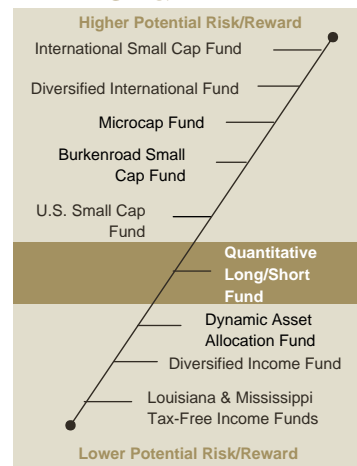 Higher Potential Risk/Reward
International Small Cap Fund
Diversified International Fund
Microcap Fund
Burkenroad Small
Cap Fund
U.S. Small Cap
Fund
Quantitative
Long/Short
Fund
Dynamic Asset
Allocation Fund
Diversified Income Fund
Louisiana & Mississippi
Tax-Free Income Funds
Lower Potential Risk/Reward